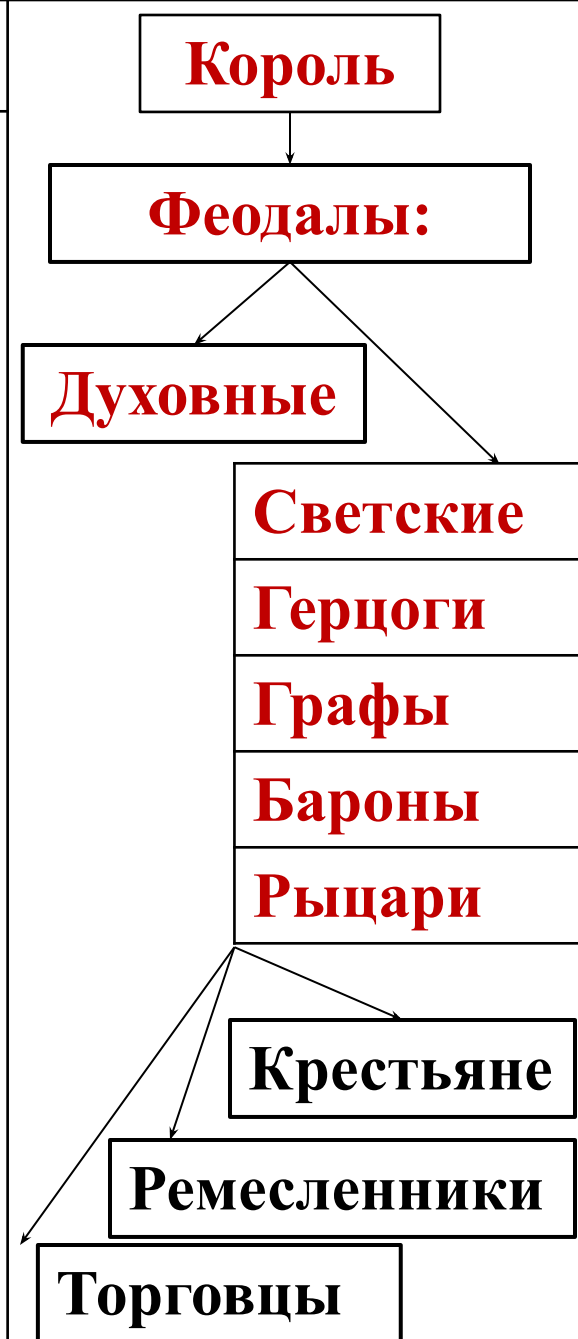 Король
Феодалы:
Духовные
Светские
Герцоги
Графы
Бароны
Рыцари
Крестьяне
Ремесленники
Торговцы